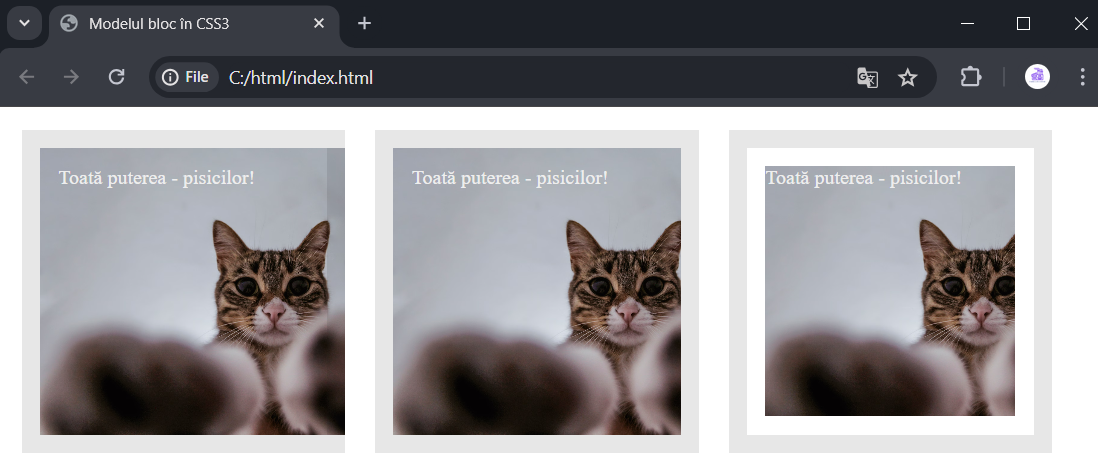 Modelul bloc în CSS3
File
C:/html/index.html
Toată puterea - pisicilor!
Toată puterea - pisicilor!
Toată puterea - pisicilor!